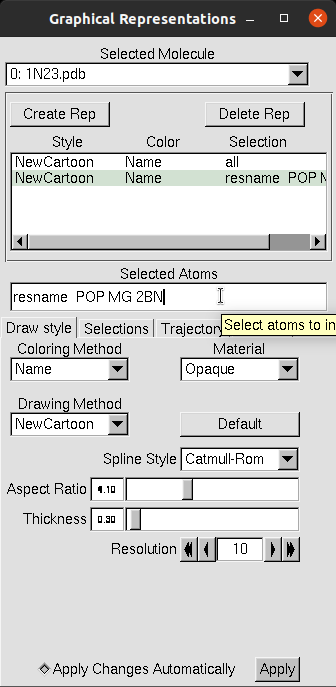 Graphical Representations
Selected Molecule
0: 1N23.pdb
Create Rep Delete Rep
Style Color Selection
NewCartoon Name all
NewCartoon Name resname POP M
Selected Atoms
resname POP MG 2BN
Select atoms to in
Draw style Selections Trajectory
Coloring Method Material
Name Opaque
Drawing Method
NewCartoon Default
Spline Style Catmull-Rom
Aspect Ratio 4.10
Thickness 0.30
Resolution 10
Apply Changes Automatically Apply